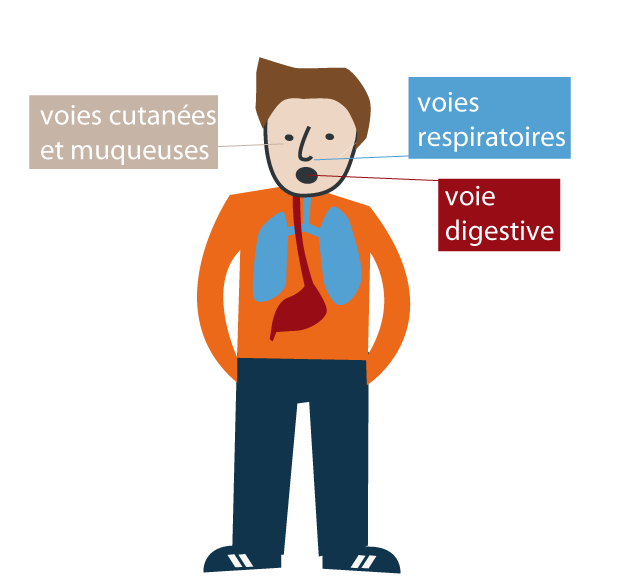 voies cutanées
et muqueuses
voies
respiratoires
voie
digestive